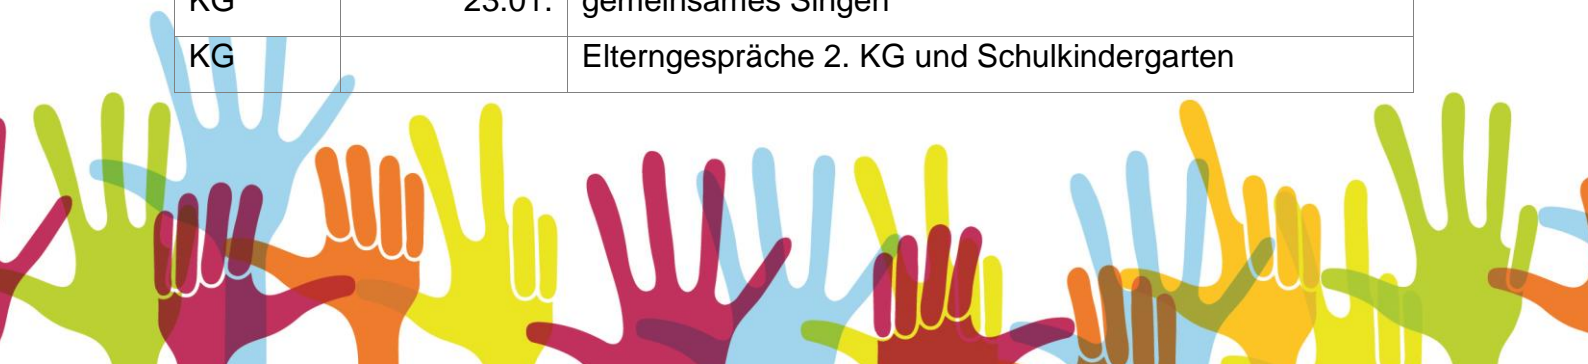 KG 23.01. gemeinsames Singen
KG Elterngespräche 2. KG und Schulkindergarten